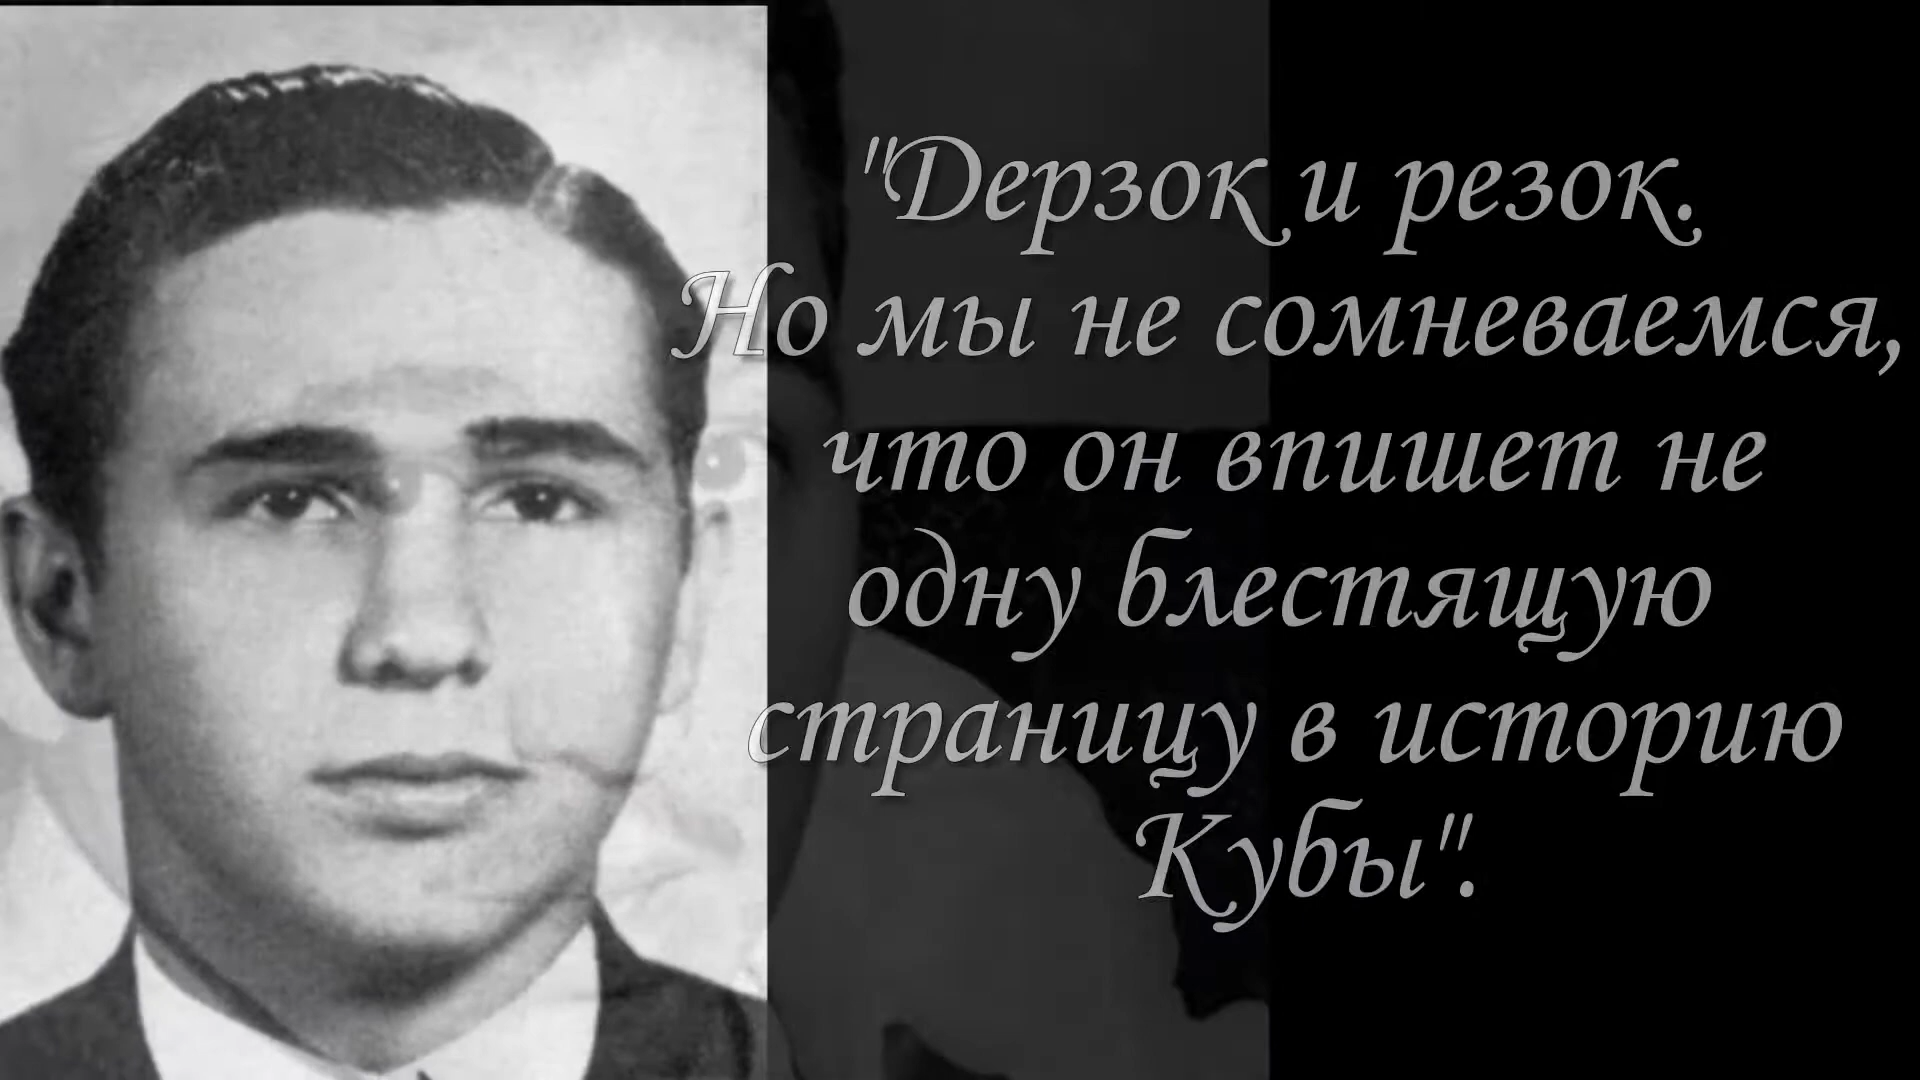 "Дерзок и резок.
Но мы не сомневаемся,
что он впишет не
одну блестящую
страницу в историю
Кубы".